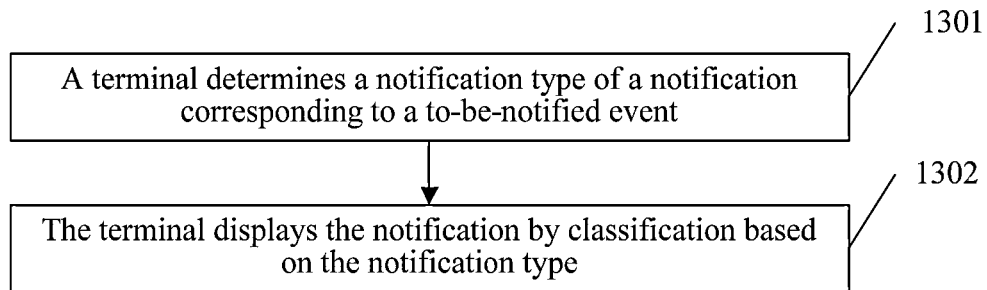 1301
A terminal determines a notification type of a notification
corresponding to a to-be-notified event
1302
The terminal displays the notification by classification based
on the notification type